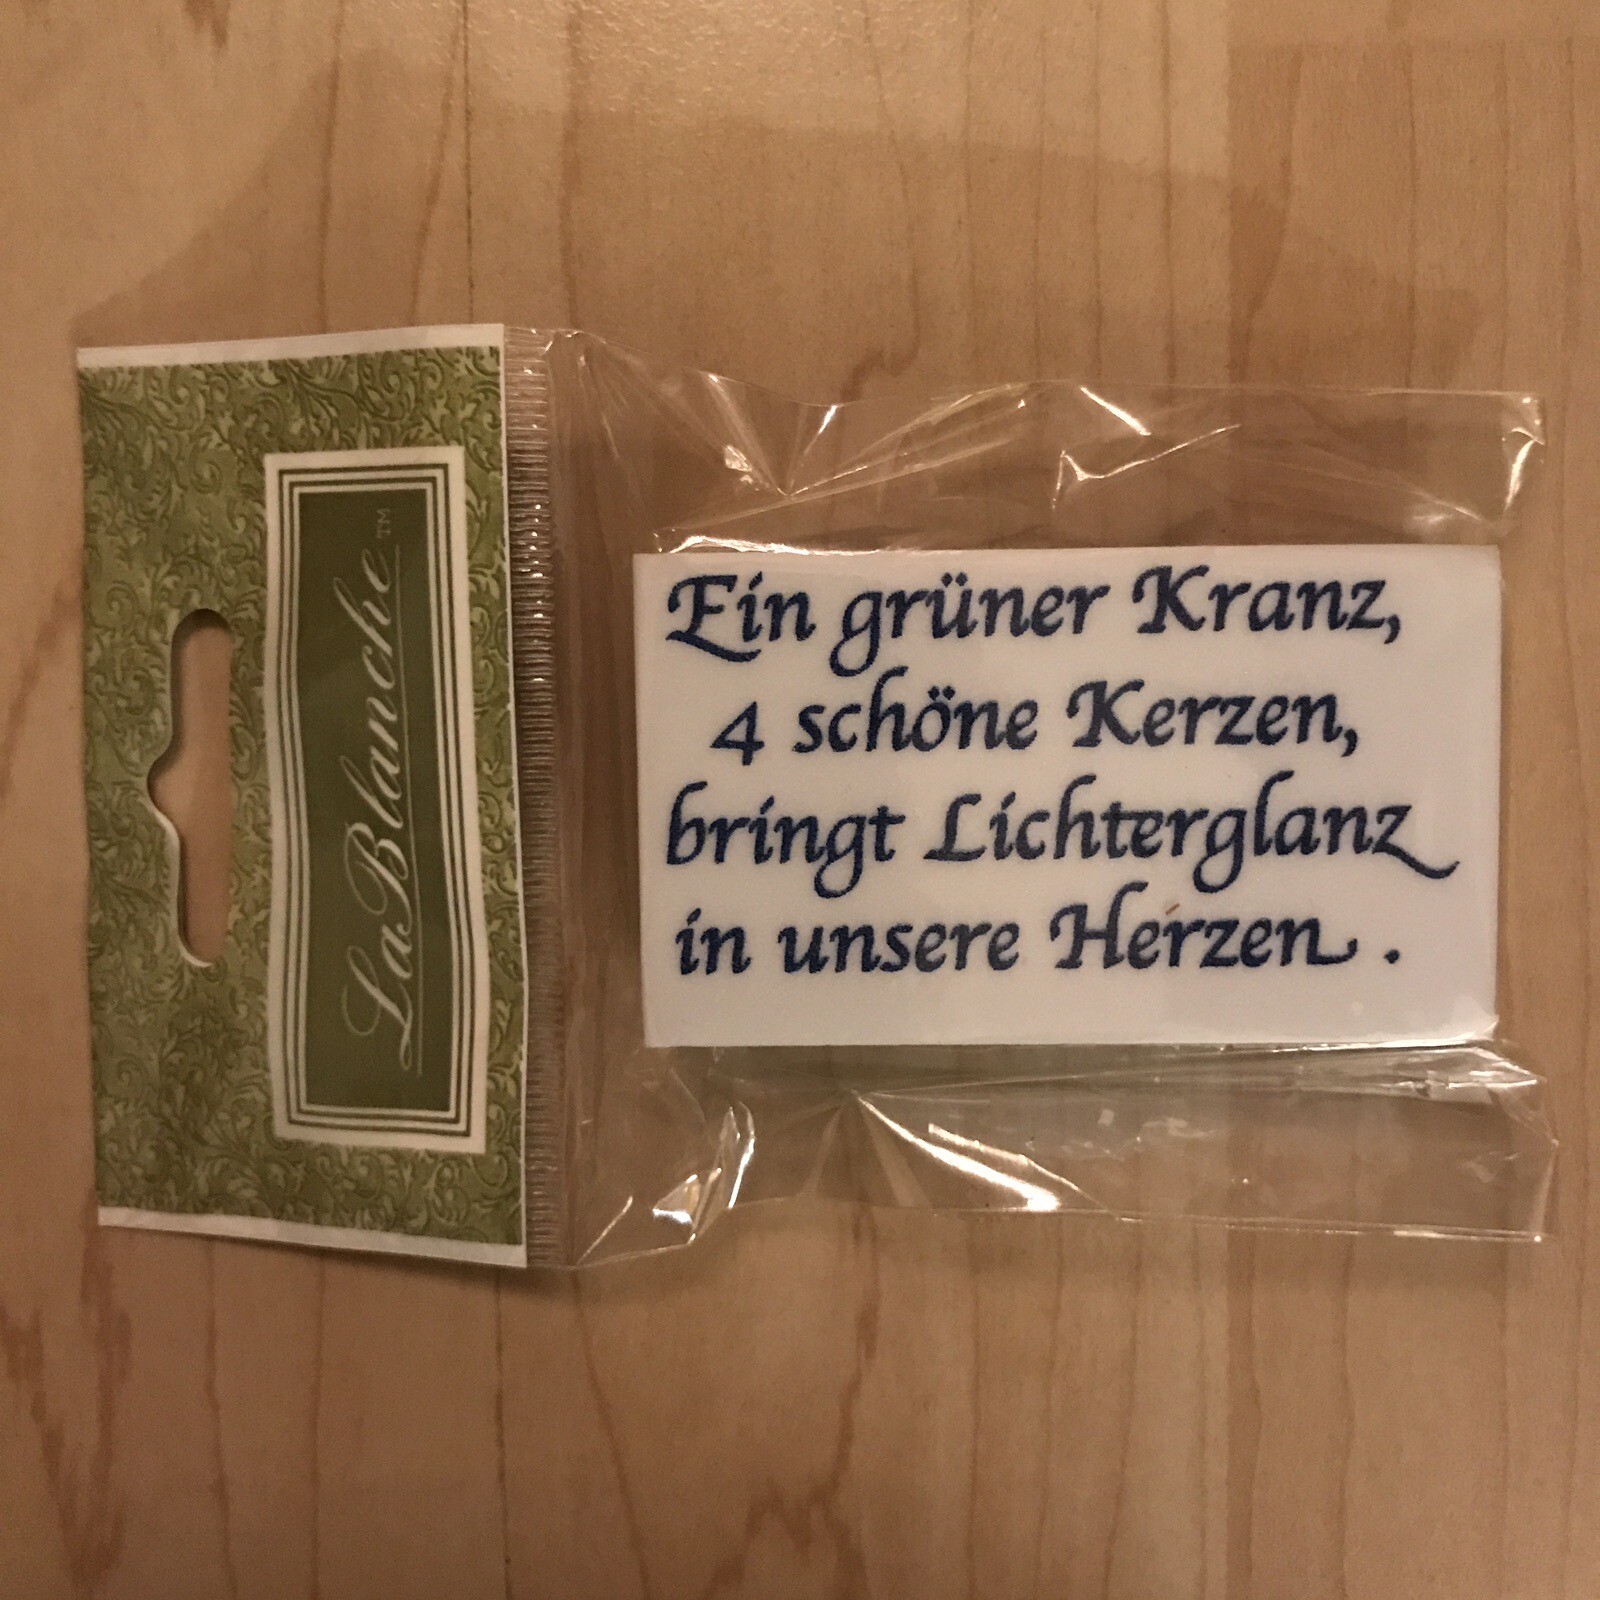 LaBlanche™
Ein grüner Kranz,
4 schöne Kerzen,
bringt Lichterglanz
in unsere Herzen .